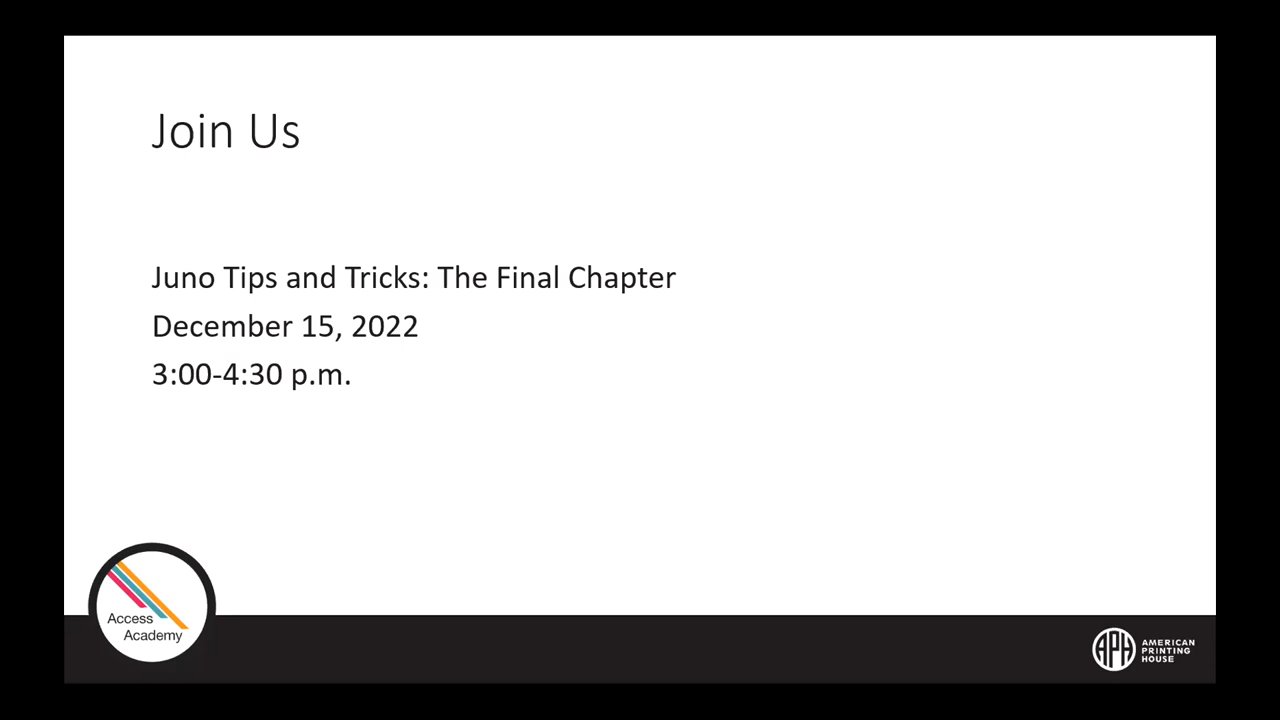 Join Us
Juno Tips and Tricks: The Final Chapter
December 15, 2022
3:00-4:30 p.m.
Access
Academy
APH
AMERICAN
PRINTING
HOUSE